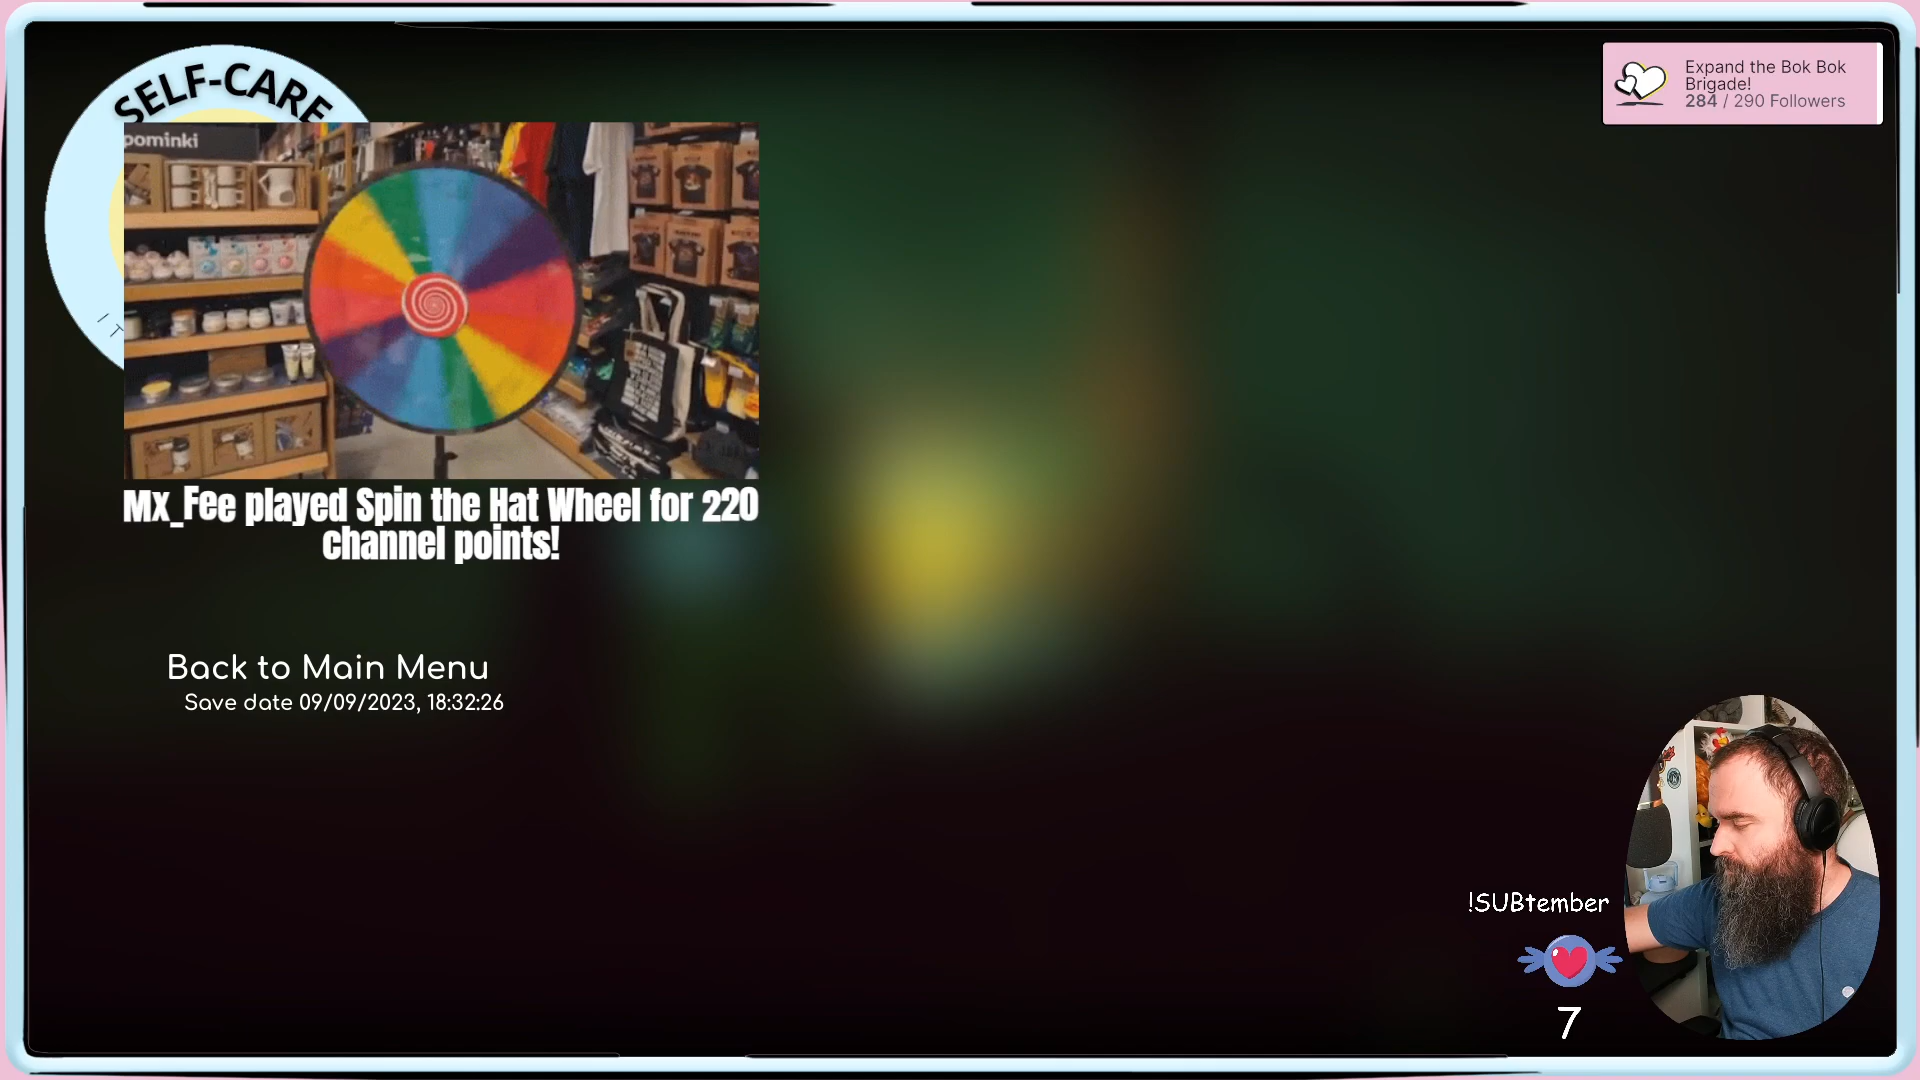 SELF-CARE
IT
pominki
Expand the Bok Bok
Brigade!
284 / 290 Followers
Mx_Fee played Spin the Hat Wheel for 220
channel points!
Back to Main Menu
Save date 09/09/2023, 18:32:26
!SUBtember
7